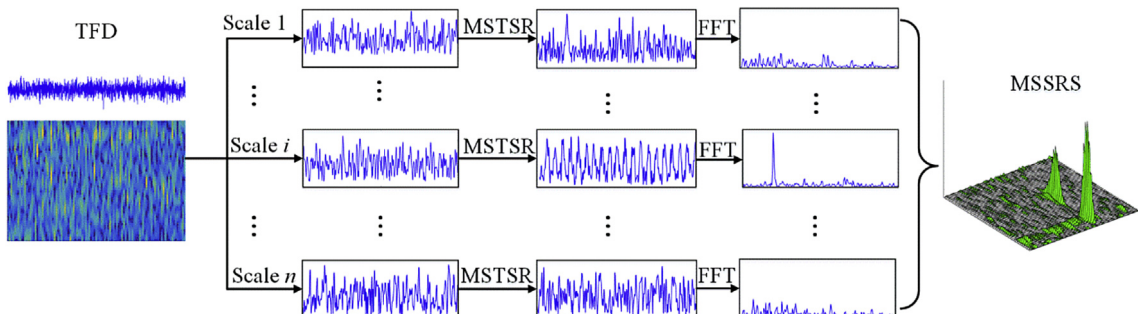 TFD
Scale 1
MSTSR
FFT
Scale i
MSTSR
FFT
Scale n
MSTSR
FFT
MSSRS